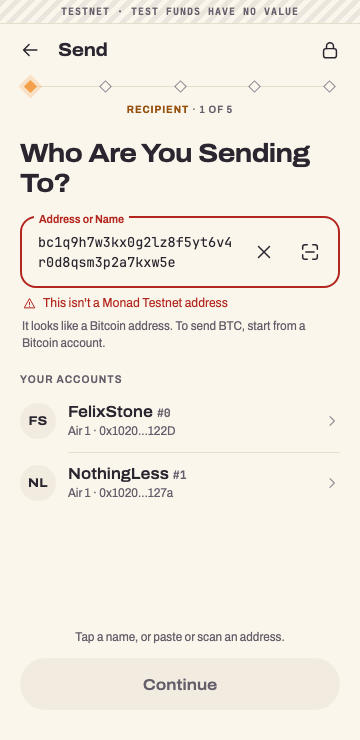 TESTNET · TEST FUNDS HAVE NO VALUE
Send
RECIPIENT · 1 OF 5
Who Are You Sending
To?
Address or Name
bc1q9h7w3kx0g2lz8f5yt6v4
r0d8qsm3p2a7kxw5e
This isn't a Monad Testnet address
It looks like a Bitcoin address. To send BTC, start from a
Bitcoin account.
YOUR ACCOUNTS
FS
FelixStone #0
Air 1 · 0x1020…122D
NL
NothingLess #1
Air 1 · 0x1020…127a
Tap a name, or paste or scan an address.
Continue